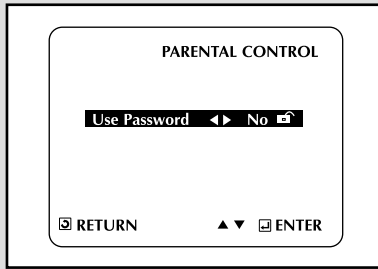 PARENTAL CONTROL
Use Password ◀▶ No
RETURN ▲▼ ENTER